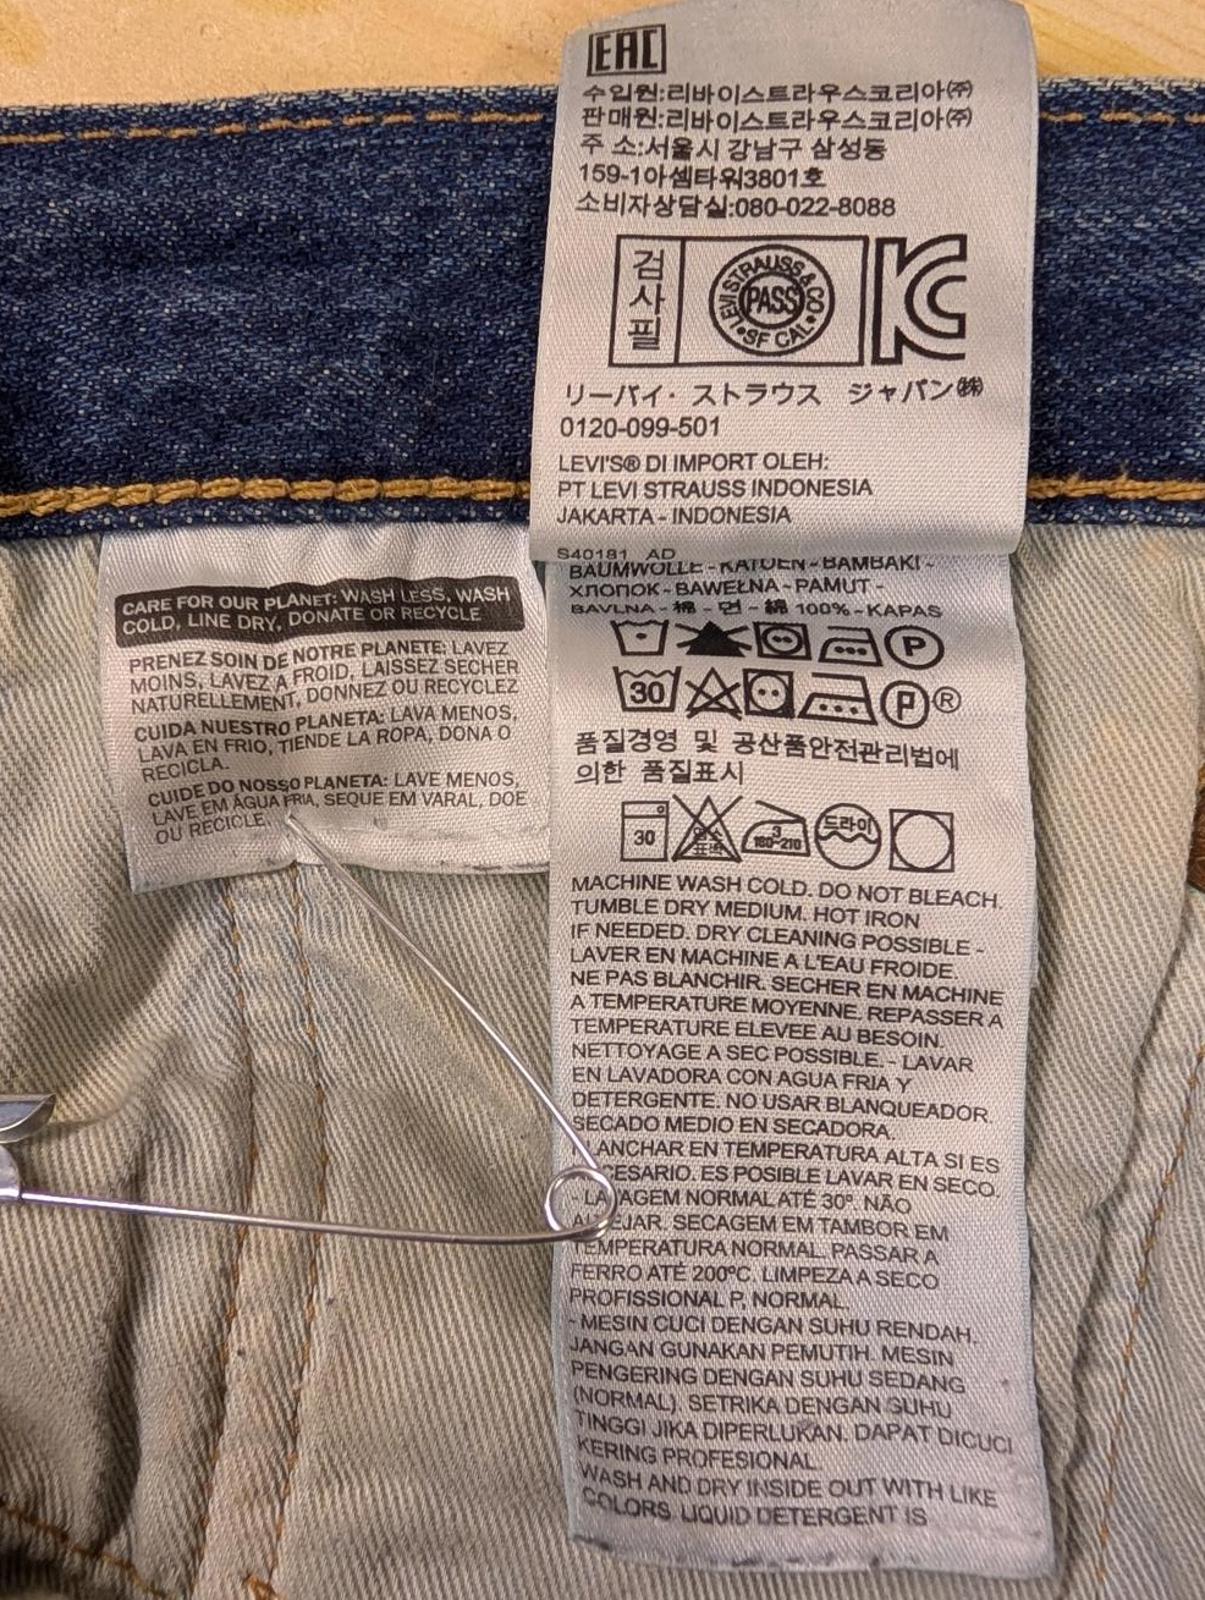 EAC
수입원:리바이스트라우스코리아㈜
판매원:리바이스트라우스코리아㈜
주 소:서울시 강남구 삼성동
159-1아셈타워3801호
소비자상담실:080-022-8088
검사필
LEVI STRAUSS & CO
PASS
SF CAL
KC
リーバイ・ストラウス ジャパン㈱
0120-099-501
LEVI'S® DI IMPORT OLEH:
PT LEVI STRAUSS INDONESIA
JAKARTA - INDONESIA
S40181 AD
CARE FOR OUR PLANET: WASH LESS, WASH
COLD, LINE DRY, DONATE OR RECYCLE
PRENEZ SOIN DE NOTRE PLANETE: LAVEZ
MOINS, LAVEZ A FROID, LAISSEZ SECHER
NATURELLEMENT, DONNEZ OU RECYCLEZ
CUIDA NUESTRO PLANETA: LAVA MENOS,
LAVA EN FRIO, TIENDE LA ROPA, DONA O
RECICLA.
CUIDE DO NOSSO PLANETA: LAVE MENOS,
LAVE EM ÁGUA FRIA, SEQUE EM VARAL, DOE
OU RECICLE.
BAUMWOLLE - KATOEN - BAMBAKI -
ХЛОПОК - BAWEŁNA - PAMUT -
BAVLNA - 棉 - 면 - 綿 100% - KAPAS
P
30 P ®
품질경영 및 공산품안전관리법에
의한 품질표시
30 염소 표백 3 180~210 드라이
MACHINE WASH COLD. DO NOT BLEACH.
TUMBLE DRY MEDIUM. HOT IRON
IF NEEDED. DRY CLEANING POSSIBLE -
LAVER EN MACHINE A L'EAU FROIDE.
NE PAS BLANCHIR. SECHER EN MACHINE
A TEMPERATURE MOYENNE. REPASSER A
TEMPERATURE ELEVEE AU BESOIN.
NETTOYAGE A SEC POSSIBLE. - LAVAR
EN LAVADORA CON AGUA FRIA Y
DETERGENTE. NO USAR BLANQUEADOR.
SECADO MEDIO EN SECADORA.
PLANCHAR EN TEMPERATURA ALTA SI ES
NECESARIO. ES POSIBLE LAVAR EN SECO.
- LAVAGEM NORMAL ATÉ 30º. NÃO
ALVEJAR. SECAGEM EM TAMBOR EM
TEMPERATURA NORMAL. PASSAR A
FERRO ATÉ 200ºC. LIMPEZA A SECO
PROFISSIONAL P, NORMAL.
- MESIN CUCI DENGAN SUHU RENDAH.
JANGAN GUNAKAN PEMUTIH. MESIN
PENGERING DENGAN SUHU SEDANG
(NORMAL). SETRIKA DENGAN SUHU
TINGGI JIKA DIPERLUKAN. DAPAT DICUCI
KERING PROFESIONAL.
WASH AND DRY INSIDE OUT WITH LIKE
COLORS. LIQUID DETERGENT IS